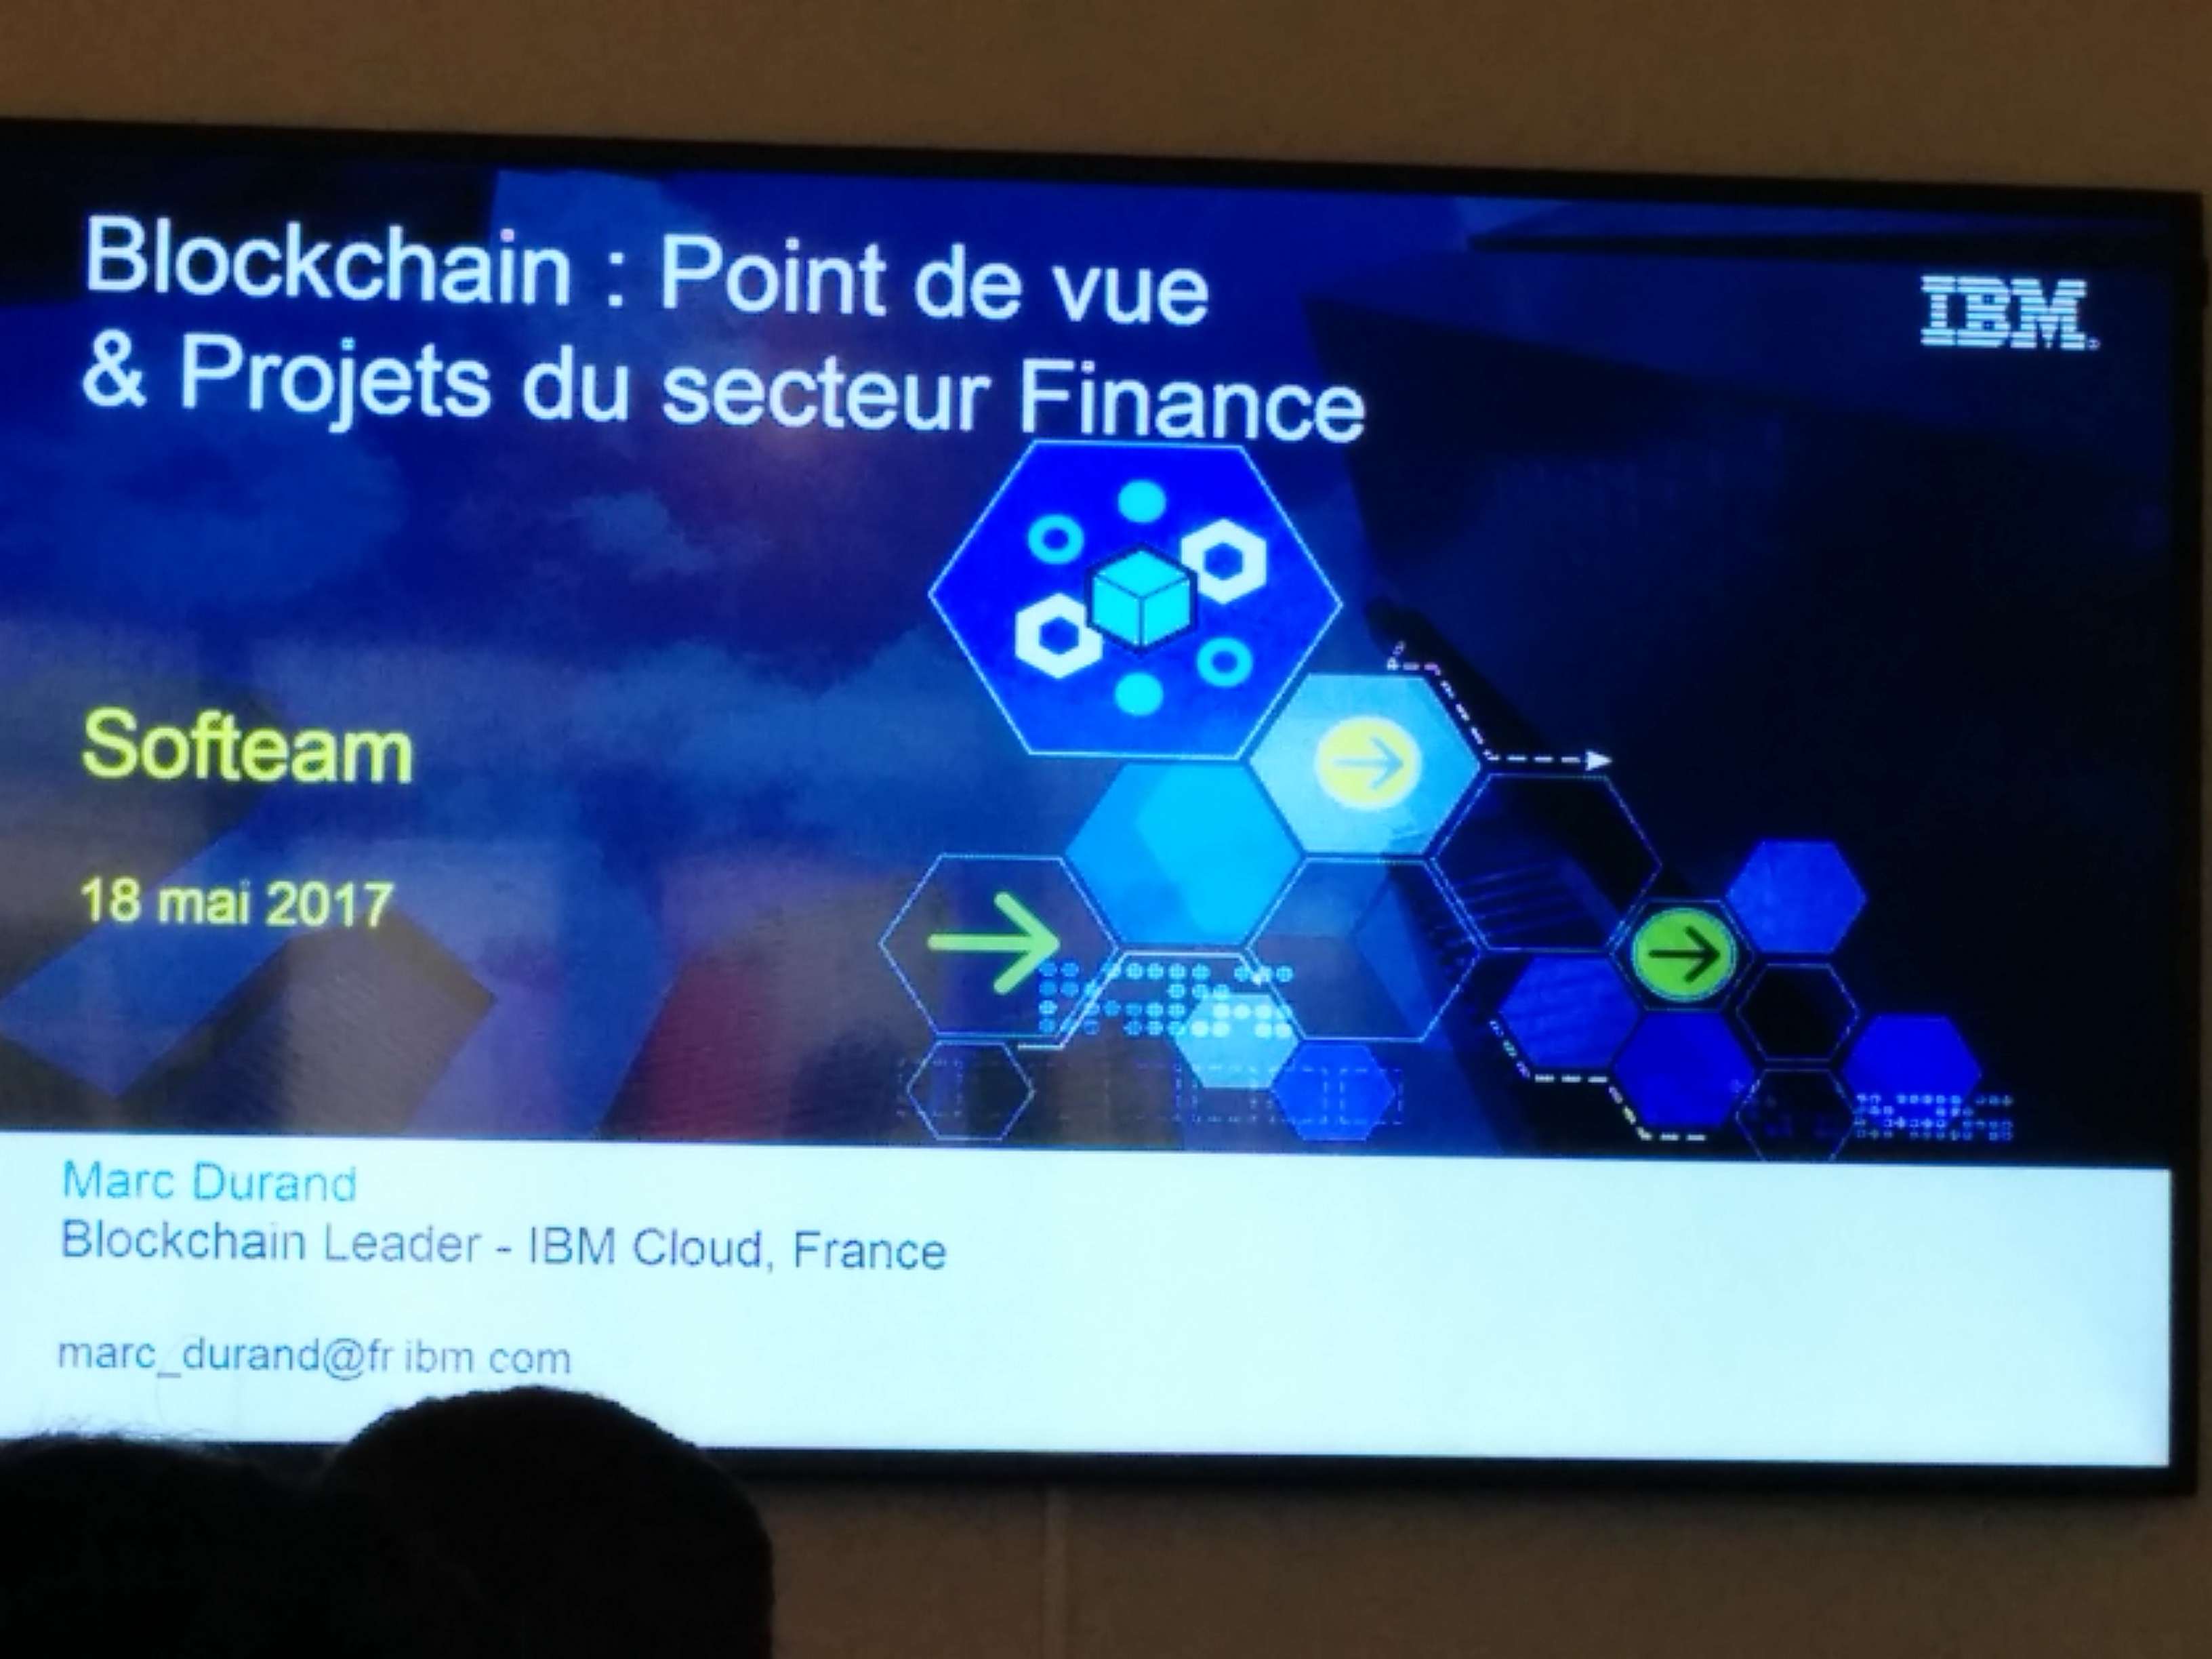 Blockchain : Point de vue
& Projets du secteur Finance
IBM
Softeam
18 mai 2017
Marc Durand
Blockchain Leader - IBM Cloud, France
marc_durand@fr ibm com